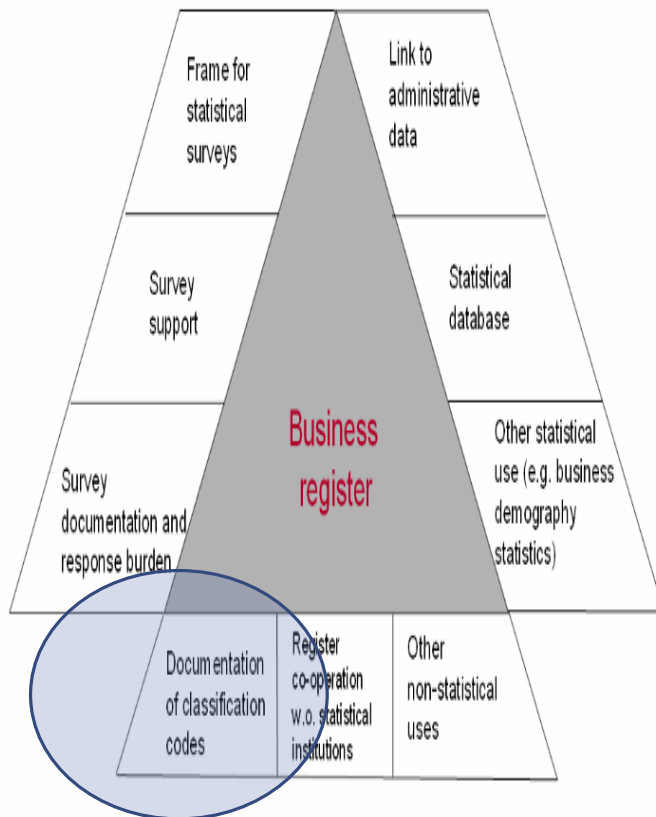 Frame for
statistical
surveys
Link to
administrative
data
Survey
support
Statistical
database
Business
register
Survey
documentation and
response burden
Other statistical
use (e.g. business
demography
statistics)
Documentation
of classification
codes
Register
co-operation
w.o. statistical
institutions
Other
non-statistical
uses